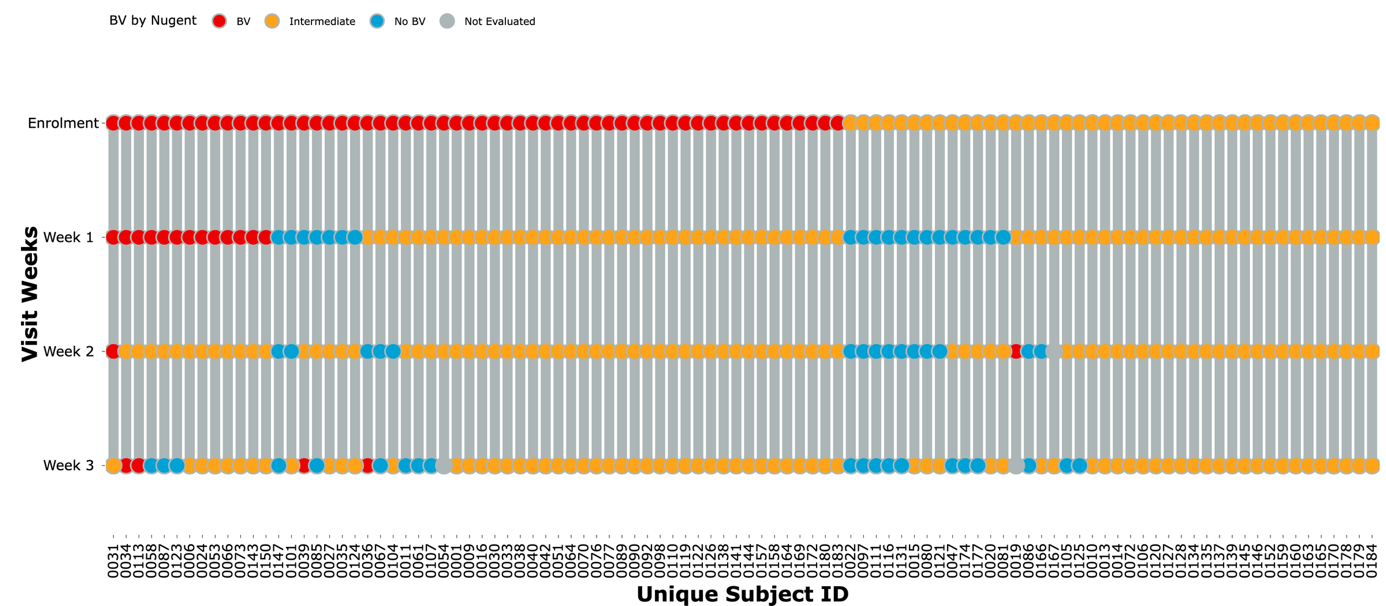 BV by Nugent BV Intermediate No BV Not Evaluated
Enrolment
Week 1
Week 2
Week 3
Visit Weeks
0031 0034 0113 0058 0087 0123 0006 0024 0053 0066 0073 0143 0150 0147 0101 0039 0085 0027 0035 0124 0036 0067 0104 0011 0061 0107 0054 0001 0009 0016 0030 0033 0038 0040 0042 0051 0064 0070 0076 0077 0089 0090 0092 0098 0110 0119 0122 0126 0138 0141 0144 0157 0158 0164 0169 0172 0180 0183 0022 0097 0111 0116 0131 0015 0080 0121 0047 0174 0177 0020 0081 0019 0086 0166 0167 0105 0125 0010 0013 0014 0072 0106 0120 0127 0128 0134 0135 0137 0139 0145 0146 0152 0159 0160 0163 0165 0170 0178 0179 0184
Unique Subject ID